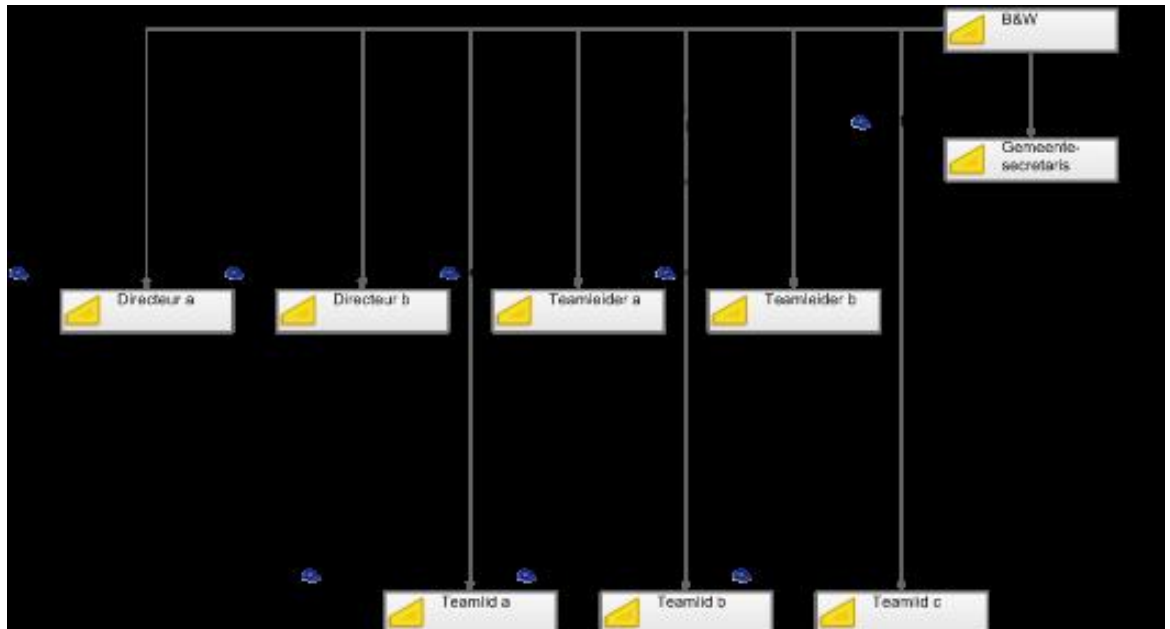 B&W
Gemeente-
secretaris
Directeur a
Directeur b
Teamleider a
Teamleider b
Teamlid a
Teamlid b
Teamlid c